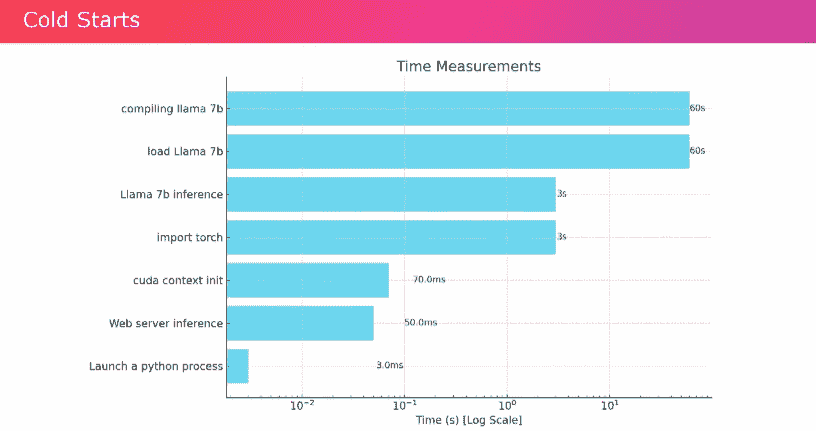 Cold Starts
Time Measurements
compiling llama 7b
60s
load Llama 7b
60s
Llama 7b inference
3s
import torch
3s
cuda context init
70.0ms
Web server inference
50.0ms
Launch a python process
3.0ms
10⁻² 10⁻¹ 10⁰ 10¹
Time (s) [Log Scale]